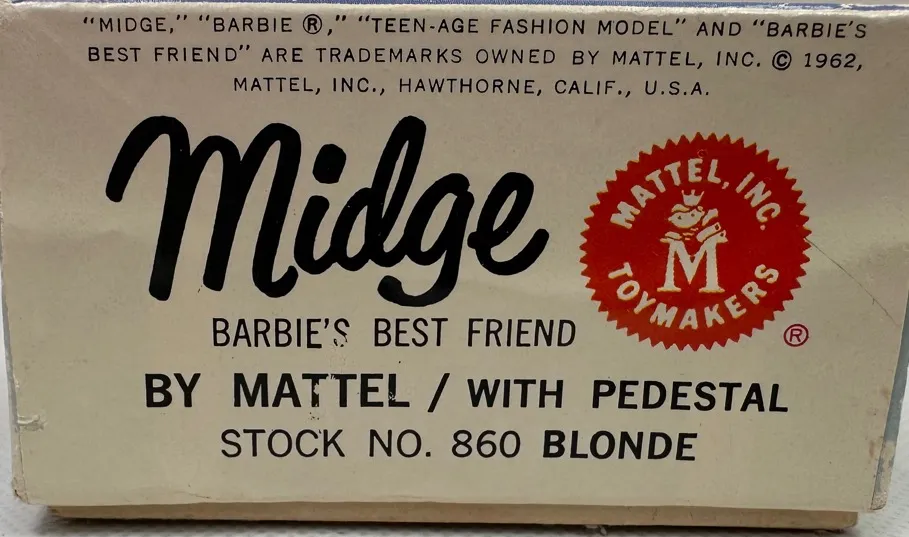 “MIDGE,” “BARBIE ®,” “TEEN-AGE FASHION MODEL” AND “BARBIE’S
BEST FRIEND” ARE TRADEMARKS OWNED BY MATTEL, INC. © 1962,
MATTEL, INC., HAWTHORNE, CALIF., U.S.A.
Midge
MATTEL, INC.
M
TOYMAKERS
®
BARBIE’S BEST FRIEND
BY MATTEL / WITH PEDESTAL
STOCK NO. 860 BLONDE